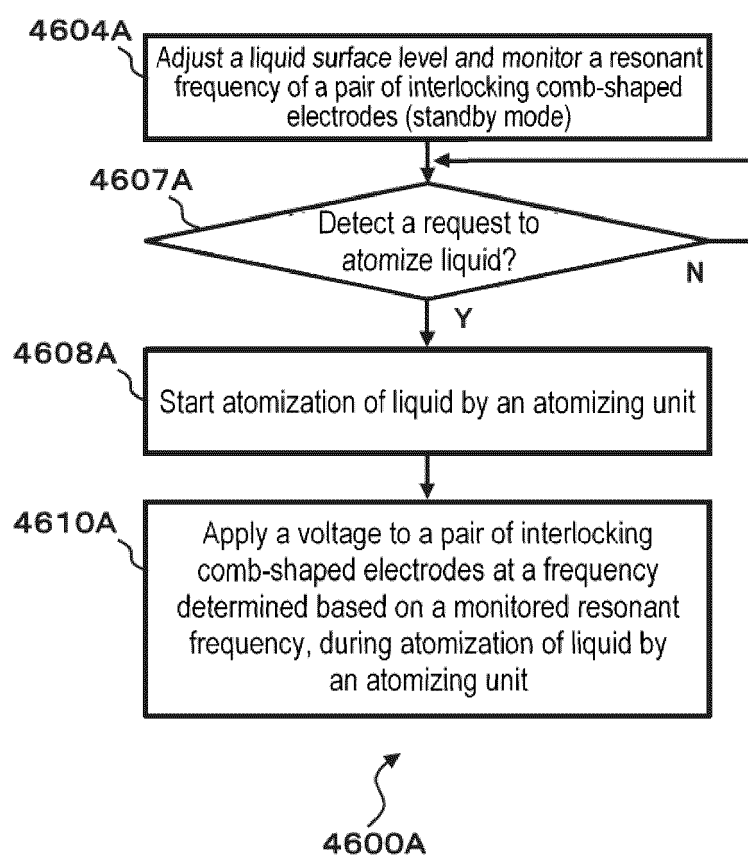 4604A
Adjust a liquid surface level and monitor a resonant
frequency of a pair of interlocking comb-shaped
electrodes (standby mode)
4607A
Detect a request to
atomize liquid?
N
Y
4608A
Start atomization of liquid by an atomizing unit
4610A
Apply a voltage to a pair of interlocking
comb-shaped electrodes at a frequency
determined based on a monitored resonant
frequency, during atomization of liquid by
an atomizing unit
4600A